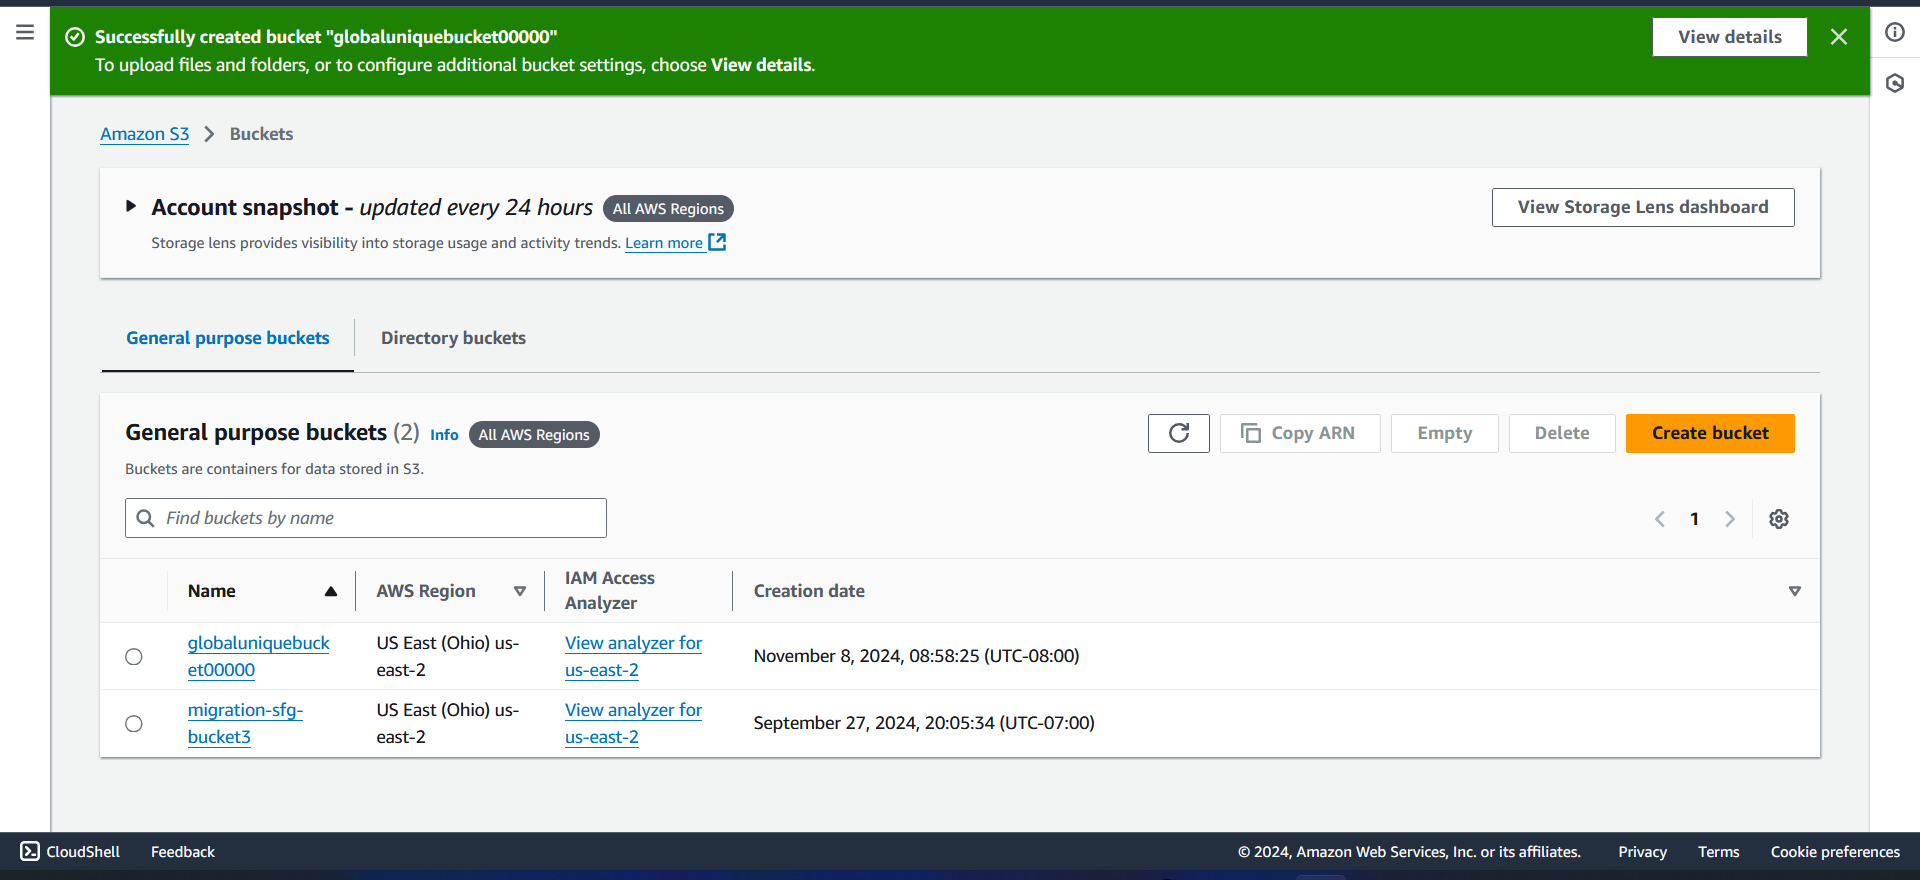 Successfully created bucket "globaluniquebucket00000"
To upload files and folders, or to configure additional bucket settings, choose View details.
View details
Amazon S3 > Buckets
Account snapshot - updated every 24 hours All AWS Regions
Storage lens provides visibility into storage usage and activity trends. Learn more
View Storage Lens dashboard
General purpose buckets
Directory buckets
General purpose buckets (2) Info All AWS Regions
Buckets are containers for data stored in S3.
Copy ARN
Empty
Delete
Create bucket
Find buckets by name
1
Name
AWS Region
IAM Access
Analyzer
Creation date
globaluniquebuck
et00000
US East (Ohio) us-
east-2
View analyzer for
us-east-2
November 8, 2024, 08:58:25 (UTC-08:00)
migration-sfg-
bucket3
US East (Ohio) us-
east-2
View analyzer for
us-east-2
September 27, 2024, 20:05:34 (UTC-07:00)
CloudShell
Feedback
© 2024, Amazon Web Services, Inc. or its affiliates.
Privacy
Terms
Cookie preferences